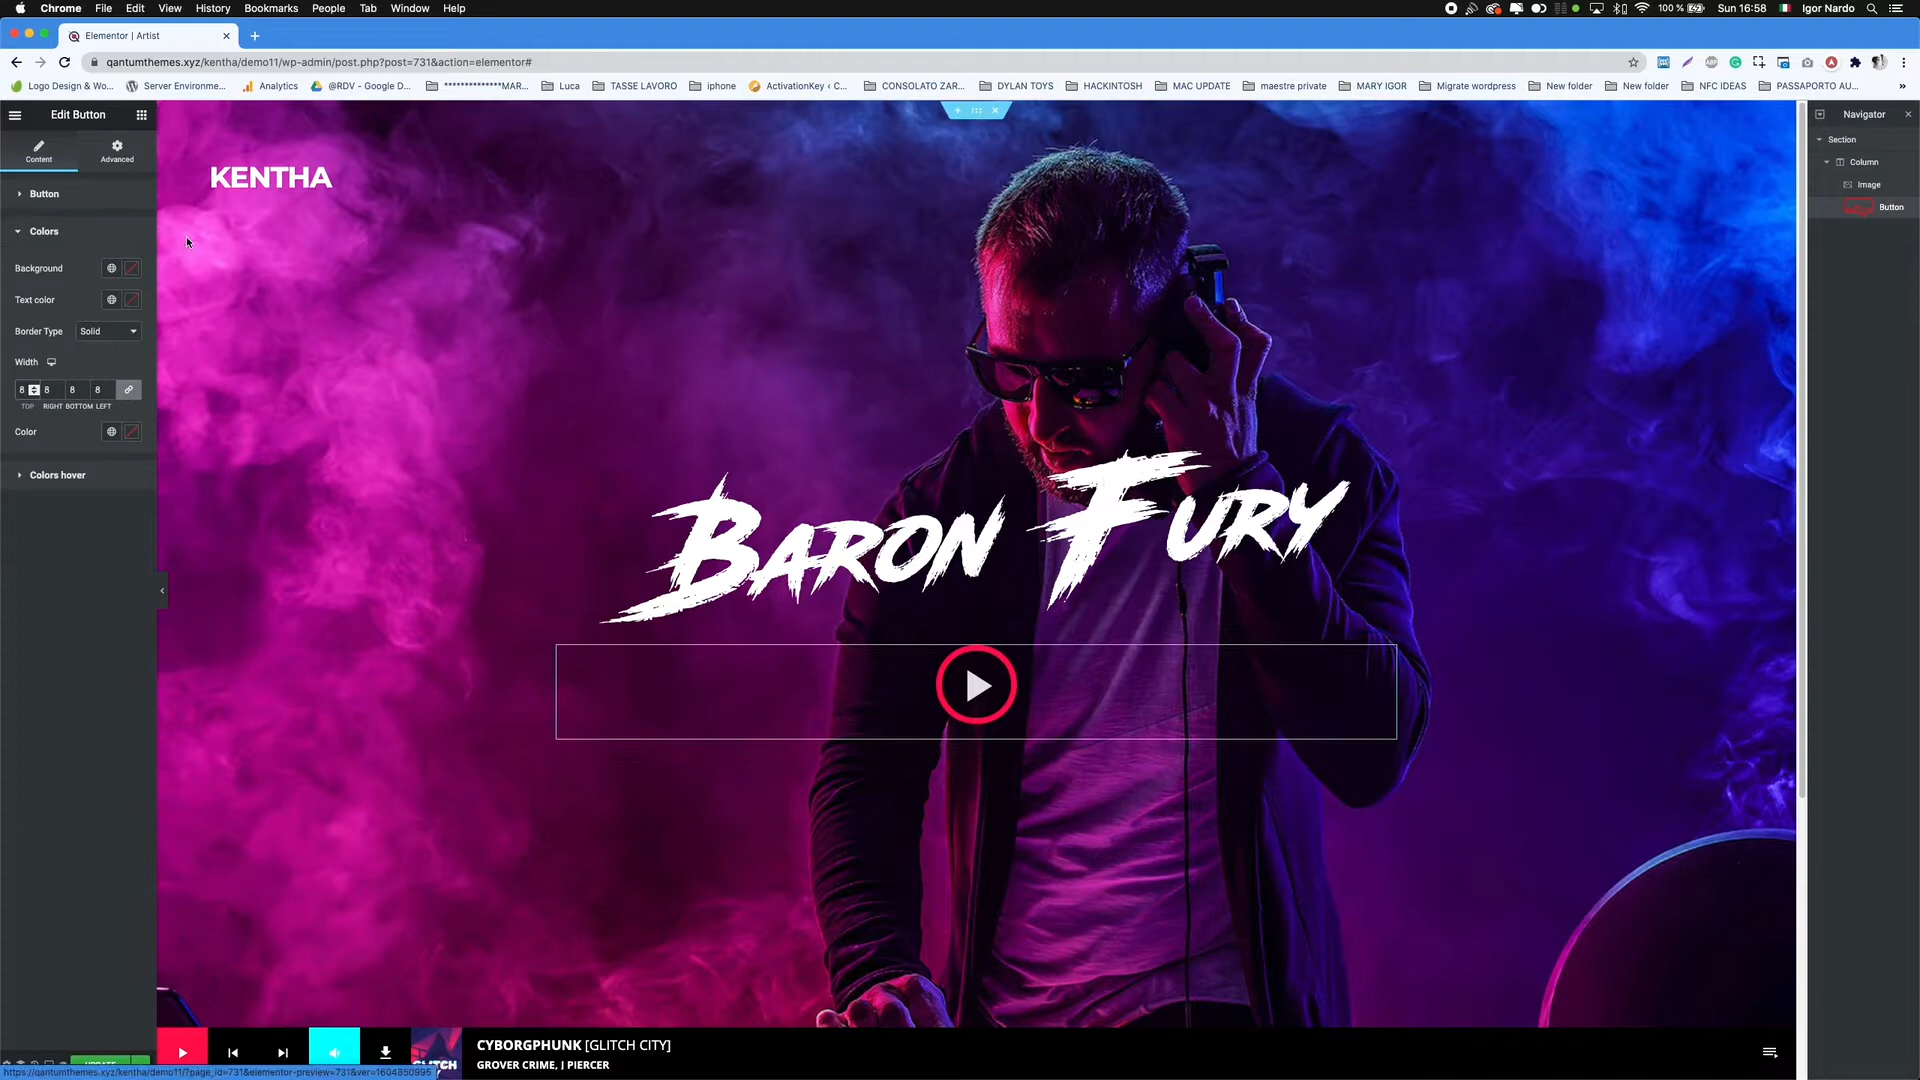 Chrome File Edit View History Bookmarks People Tab Window Help
100 % Sun 16:58 Igor Nardo
Elementor | Artist
qantumthemes.xyz/kentha/demo11/wp-admin/post.php?post=731&action=elementor#
Logo Design & Wo... Server Environme... Analytics @RDV - Google D... **************MAR... Luca TASSE LAVORO iphone ActivationKey ‹ C... CONSOLATO ZAR... DYLAN TOYS HACKINTOSH MAC UPDATE maestre private MARY IGOR Migrate wordpress New folder New folder NFC IDEAS PASSAPORTO AU... »
Edit Button
Content Advanced
Button
Colors
Background
Text color
Border Type Solid
Width
8 8 8 8
TOP RIGHT BOTTOM LEFT
Color
Colors hover
KENTHA
BARON FURY
Navigator
Section
Column
Image
Button
CYBORGPHUNK [GLITCH CITY]
GROVER CRIME, J PIERCER
GLITCH
UPDATE
https://qantumthemes.xyz/kentha/demo11/?page_id=731&elementor-preview=731&ver=1604850995